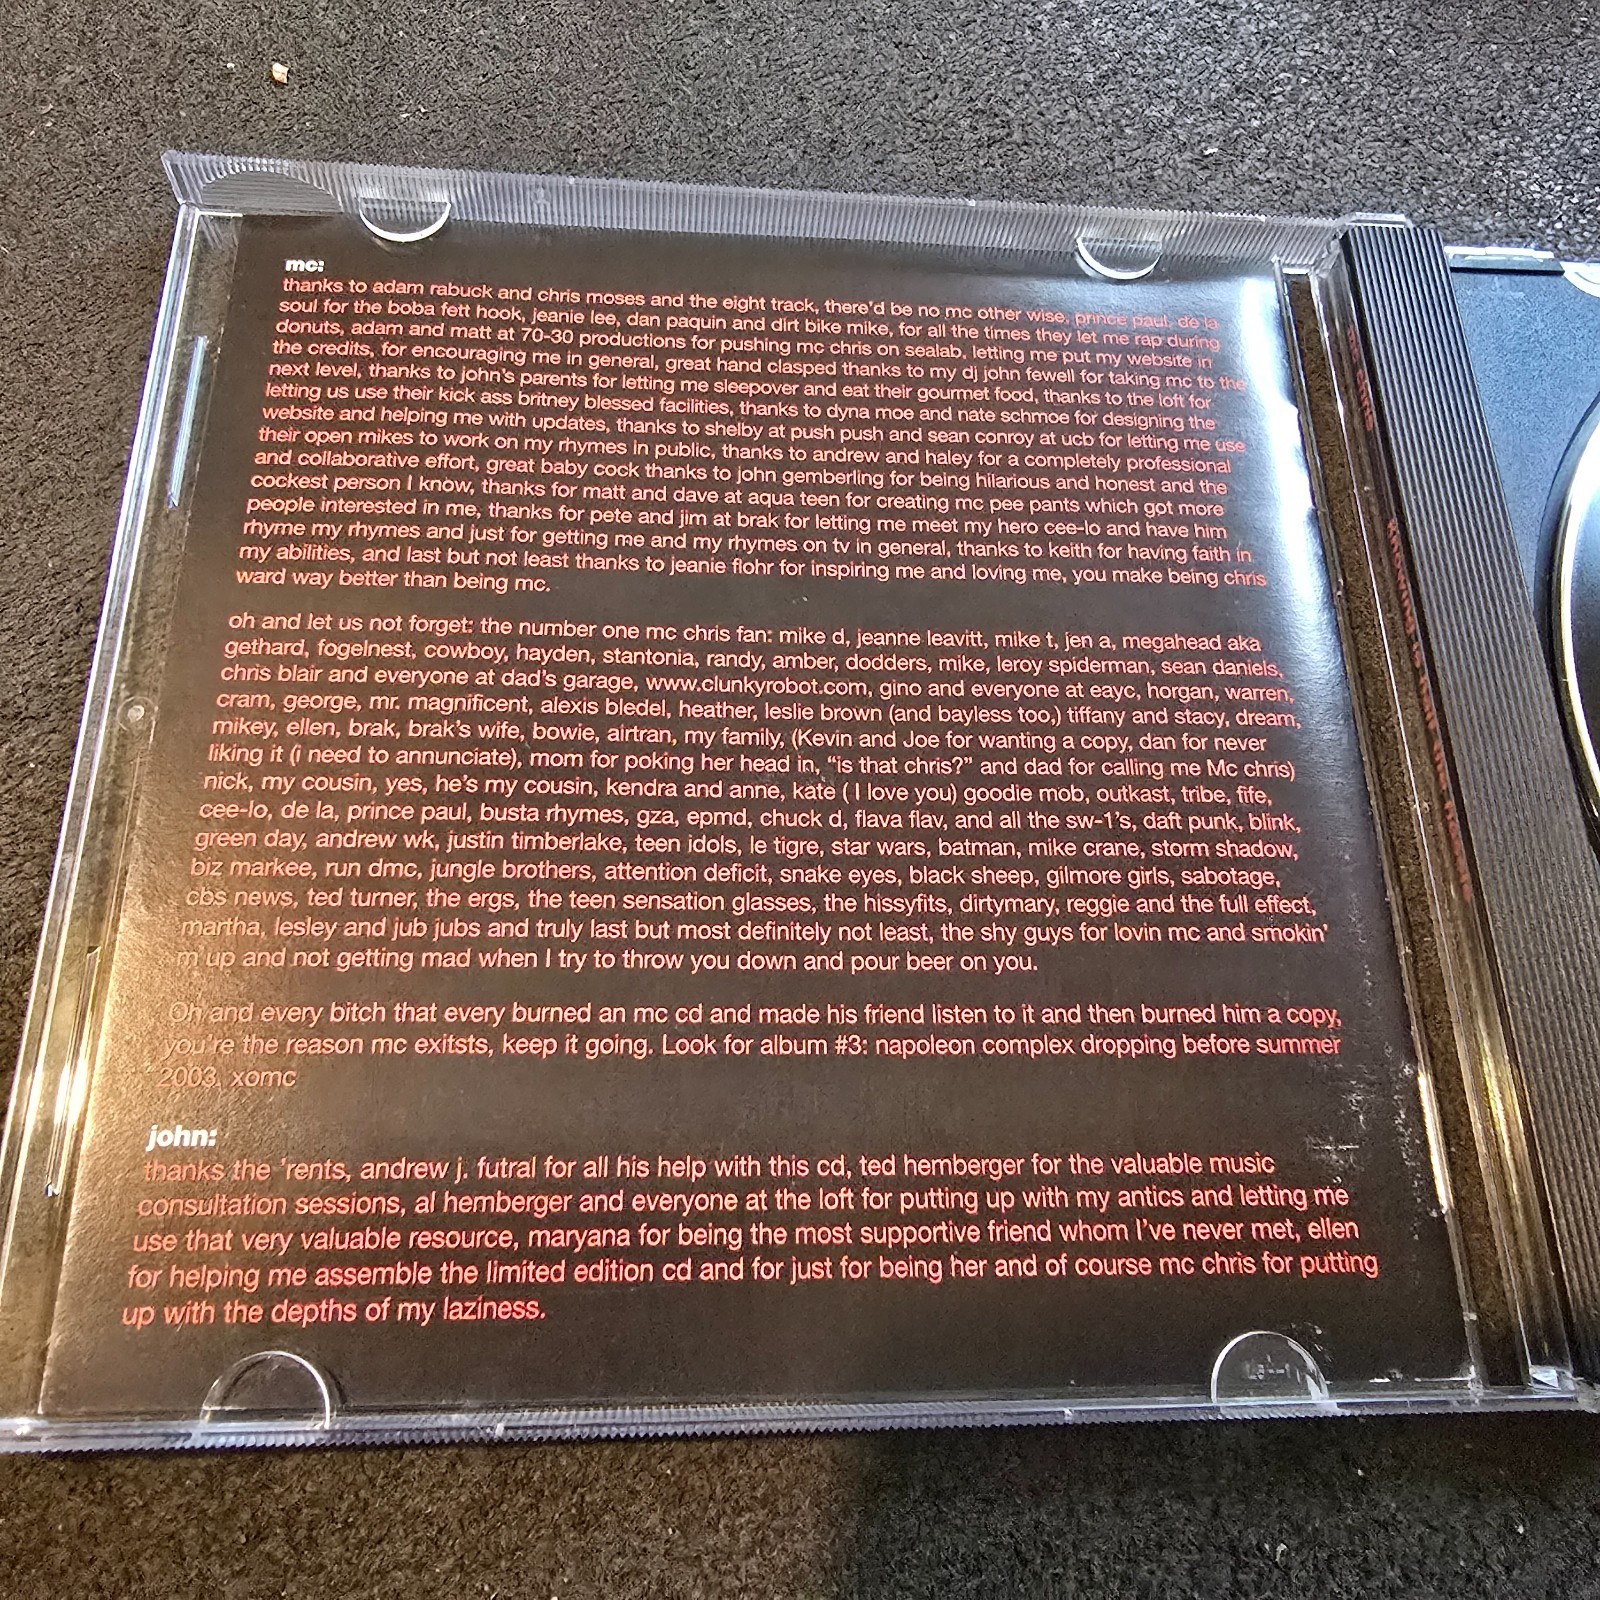 mc:
thanks to adam rabuck and chris moses and the eight track, there'd be no mc other wise, prince paul, de la
soul for the boba fett hook, jeanie lee, dan paquin and dirt bike mike, for all the times they let me rap during
donuts, adam and matt at 70-30 productions for pushing mc chris on sealab, letting me put my website in
the credits, for encouraging me in general, great hand clasped thanks to my dj john fewell for taking mc to the
next level, thanks to john's parents for letting me sleepover and eat their gourmet food, thanks to the loft for
letting us use their kick ass britney blessed facilities, thanks to dyna moe and nate schmoe for designing the
website and helping me with updates, thanks to shelby at push push and sean conroy at ucb for letting me use
their open mikes to work on my rhymes in public, thanks to andrew and haley for a completely professional
and collaborative effort, great baby cock thanks to john gemberling for being hilarious and honest and the
cockest person I know, thanks for matt and dave at aqua teen for creating mc pee pants which got more
people interested in me, thanks for pete and jim at brak for letting me meet my hero cee-lo and have him
rhyme my rhymes and just for getting me and my rhymes on tv in general, thanks to keith for having faith in
my abilities, and last but not least thanks to jeanie flohr for inspiring me and loving me, you make being chris
ward way better than being mc.
oh and let us not forget: the number one mc chris fan: mike d, jeanne leavitt, mike t, jen a, megahead aka
gethard, fogelnest, cowboy, hayden, stantonia, randy, amber, dodders, mike, leroy spiderman, sean daniels,
chris blair and everyone at dad's garage, www.clunkyrobot.com, gino and everyone at eayc, horgan, warren,
cram, george, mr. magnificent, alexis bledel, heather, leslie brown (and bayless too,) tiffany and stacy, dream,
mikey, ellen, brak, brak's wife, bowie, airtran, my family, (Kevin and Joe for wanting a copy, dan for never
liking it (i need to annunciate), mom for poking her head in, "is that chris?" and dad for calling me Mc chris)
nick, my cousin, yes, he's my cousin, kendra and anne, kate ( I love you) goodie mob, outkast, tribe, fife,
cee-lo, de la, prince paul, busta rhymes, gza, epmd, chuck d, flava flav, and all the sw-1's, daft punk, blink,
green day, andrew wk, justin timberlake, teen idols, le tigre, star wars, batman, mike crane, storm shadow,
biz markee, run dmc, jungle brothers, attention deficit, snake eyes, black sheep, gilmore girls, sabotage,
cbs news, ted turner, the ergs, the teen sensation glasses, the hissyfits, dirtymary, reggie and the full effect,
martha, lesley and jub jubs and truly last but most definitely not least, the shy guys for lovin mc and smokin'
m up and not getting mad when I try to throw you down and pour beer on you.
Oh and every bitch that every burned an mc cd and made his friend listen to it and then burned him a copy,
you're the reason mc exitsts, keep it going. Look for album #3: napoleon complex dropping before summer
2003, xomc
john:
thanks the 'rents, andrew j. futral for all his help with this cd, ted hemberger for the valuable music
consultation sessions, al hemberger and everyone at the loft for putting up with my antics and letting me
use that very valuable resource, maryana for being the most supportive friend whom I've never met, ellen
for helping me assemble the limited edition cd and for just for being her and of course mc chris for putting
up with the depths of my laziness.
mc chris
knowing is half the hassle